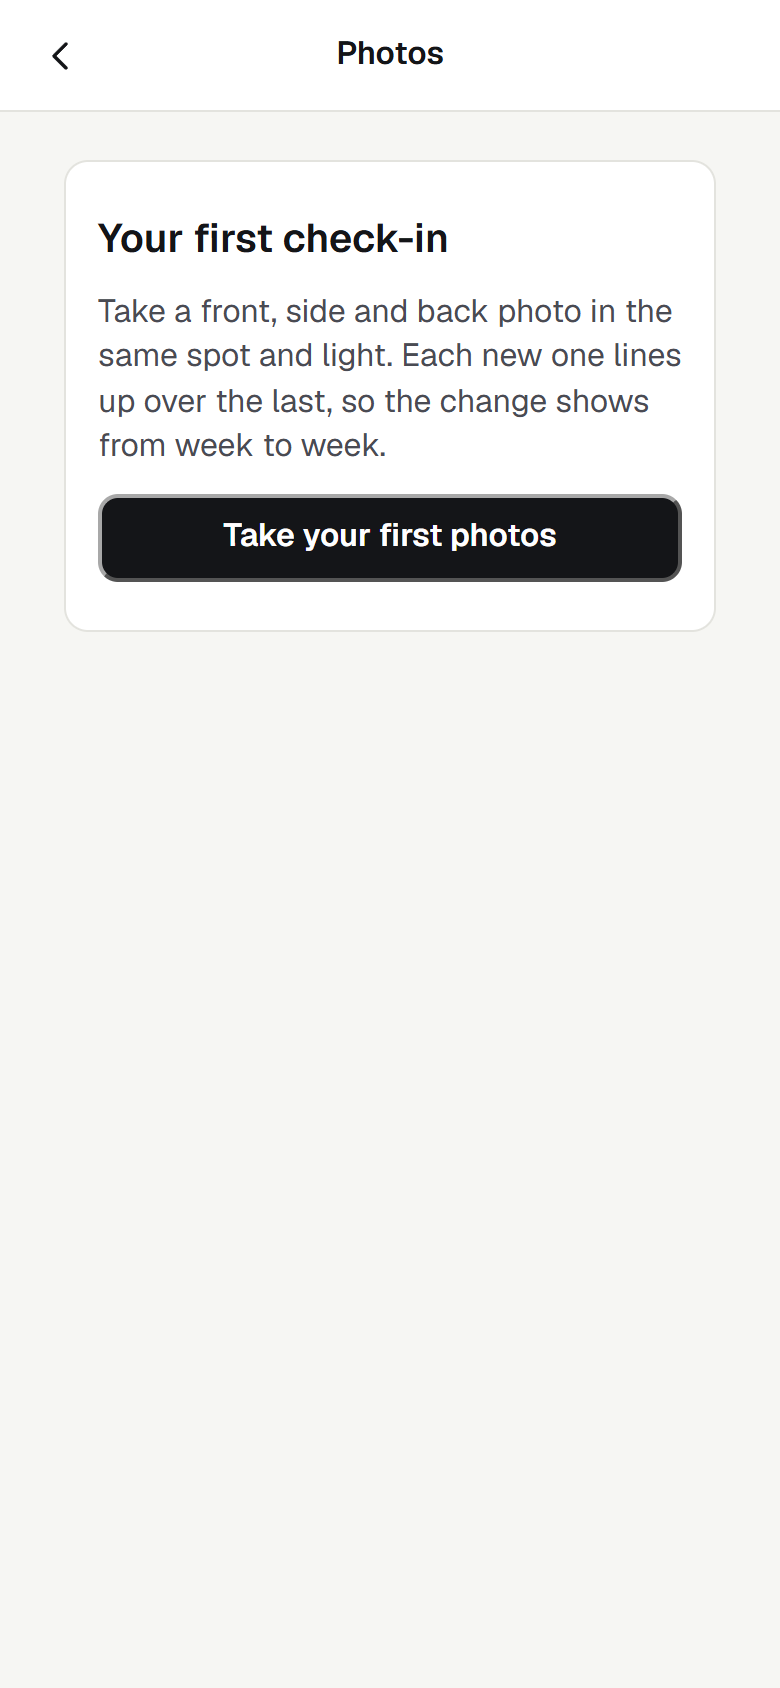 Photos
Your first check-in
Take a front, side and back photo in the
same spot and light. Each new one lines
up over the last, so the change shows
from week to week.
Take your first photos